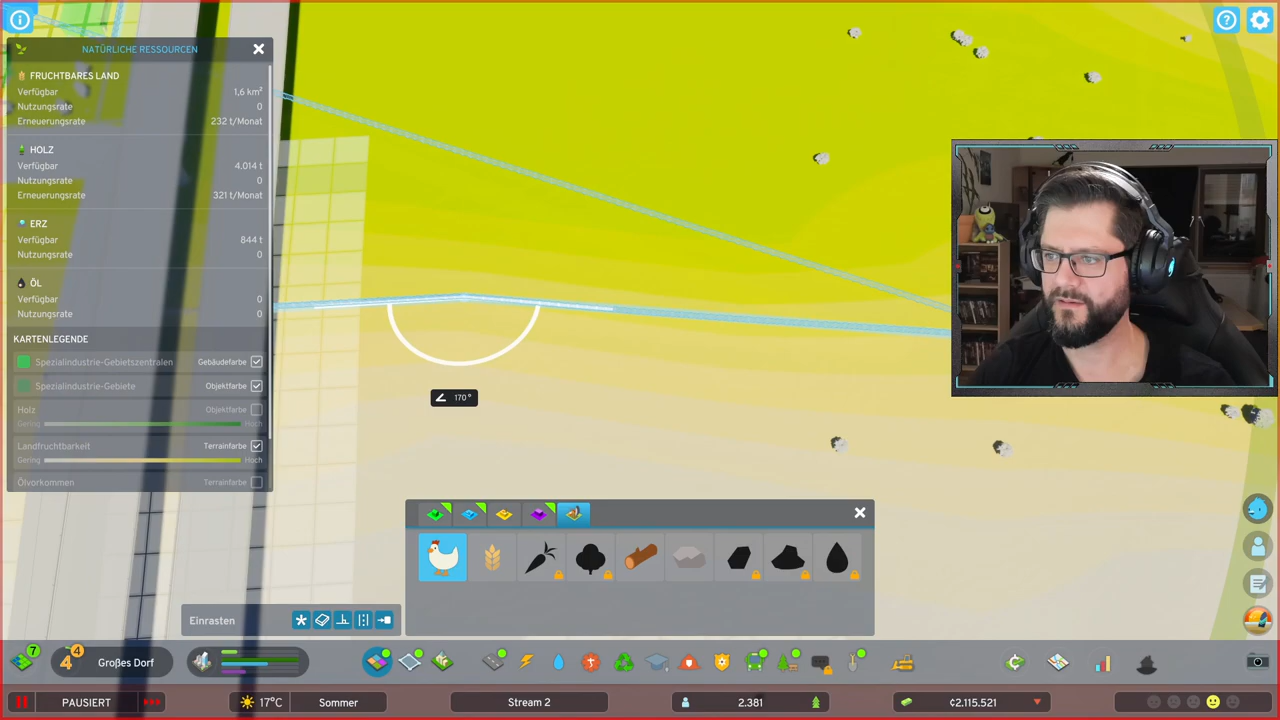 NATÜRLICHE RESSOURCEN
FRUCHTBARES LAND
Verfügbar 1,6 km²
Nutzungsrate 0
Erneuerungsrate 232 t/Monat
HOLZ
Verfügbar 4.014 t
Nutzungsrate 0
Erneuerungsrate 321 t/Monat
ERZ
Verfügbar 844 t
Nutzungsrate 0
ÖL
Verfügbar 0
Nutzungsrate 0
KARTENLEGENDE
Spezialindustrie-Gebietszentralen Gebäudefarbe
Spezialindustrie-Gebiete Objektfarbe
Holz Objektfarbe
Gering Hoch
Landfruchtbarkeit Terrainfarbe
Gering Hoch
Ölvorkommen Terrainfarbe
170°
Einrasten
7
4
4
Großes Dorf
PAUSIERT
17°C
Sommer
Stream 2
2.381
₵2.115.521